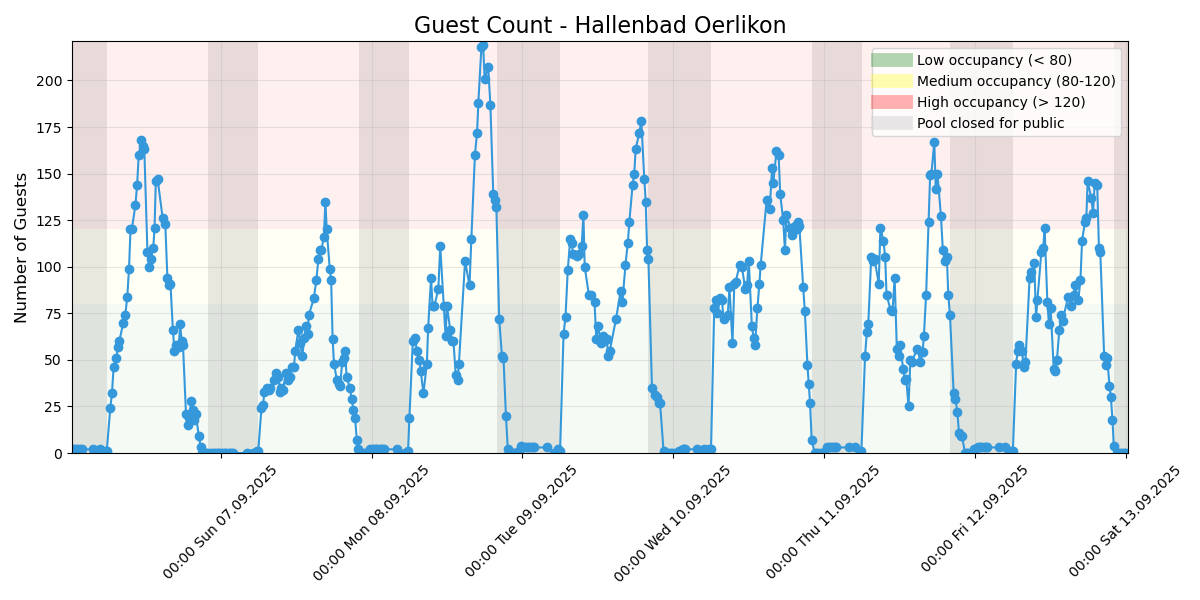 Guest Count - Hallenbad Oerlikon
Number of Guests
200
175
150
125
100
75
50
25
0
Low occupancy (< 80)
Medium occupancy (80-120)
High occupancy (> 120)
Pool closed for public
00:00 Sun 07.09.2025
00:00 Mon 08.09.2025
00:00 Tue 09.09.2025
00:00 Wed 10.09.2025
00:00 Thu 11.09.2025
00:00 Fri 12.09.2025
00:00 Sat 13.09.2025